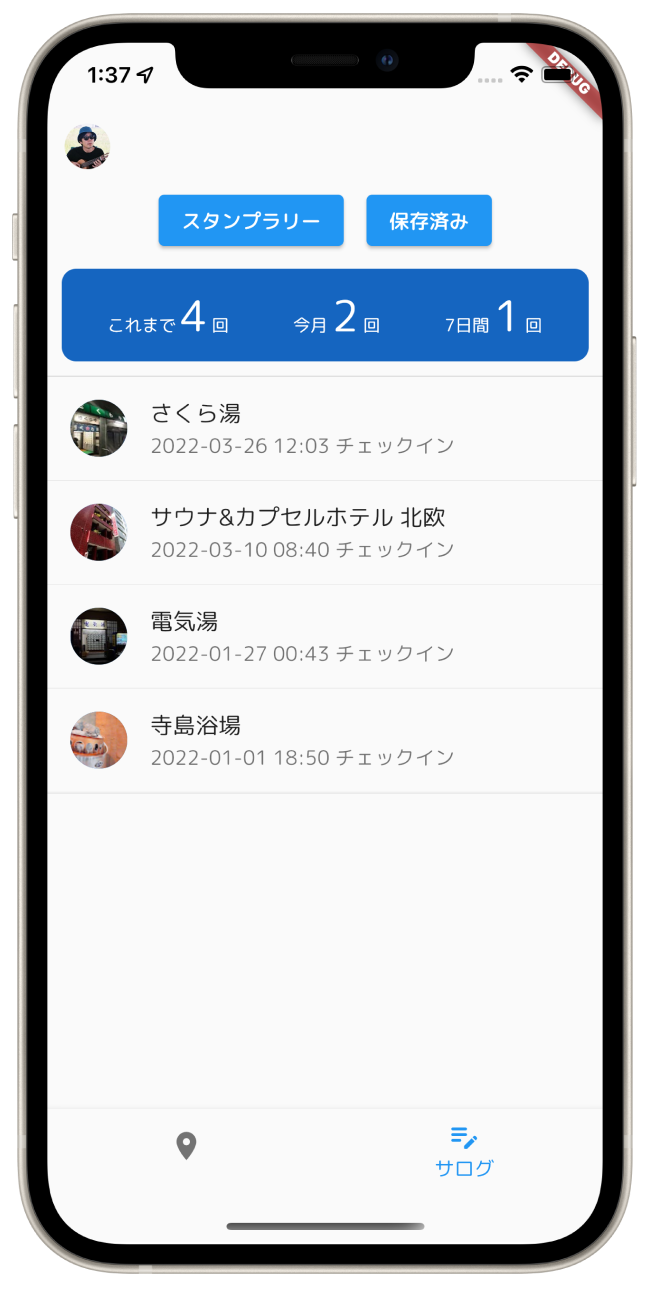 1:37
DEBUG
スタンプラリー 保存済み
これまで 4 回 今月 2 回 7日間 1 回
さくら湯
2022-03-26 12:03 チェックイン
サウナ&カプセルホテル 北欧
2022-03-10 08:40 チェックイン
電気湯
2022-01-27 00:43 チェックイン
寺島浴場
2022-01-01 18:50 チェックイン
サログ